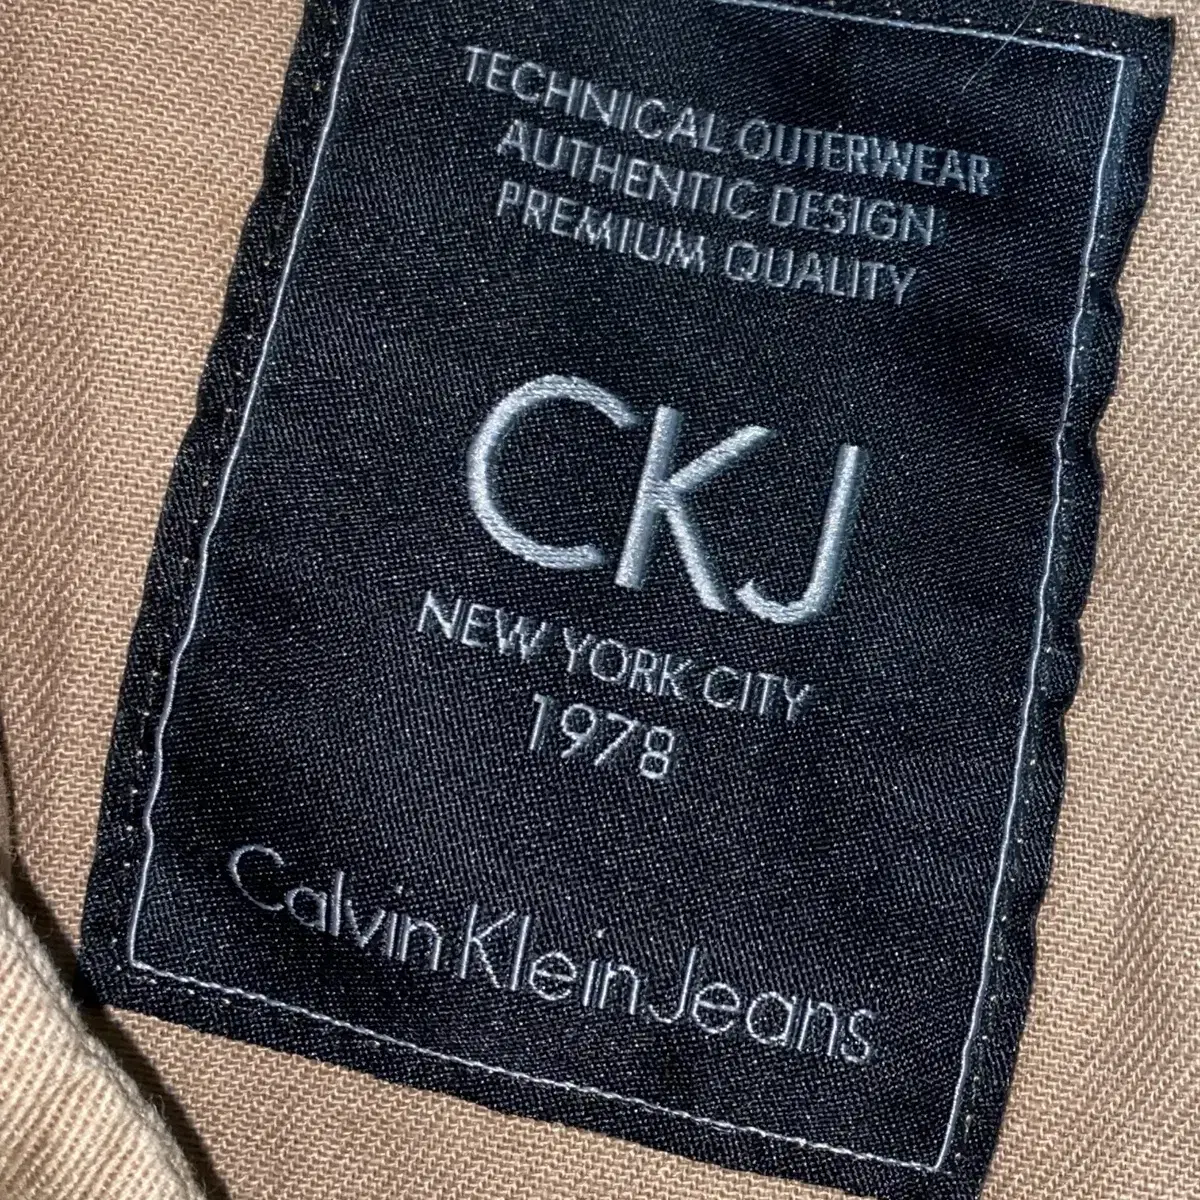 TECHNICAL OUTERWEAR
AUTHENTIC DESIGN
PREMIUM QUALITY
CKJ
NEW YORK CITY
1978
Calvin Klein Jeans